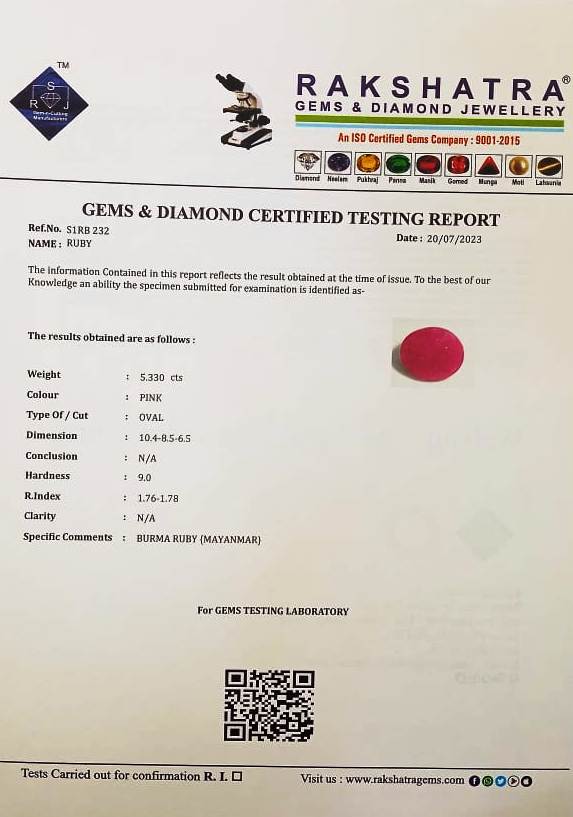 TM
S
R J
Gem-n-Cutting
Manufacturers
RAKSHATRA®
GEMS & DIAMOND JEWELLERY
An ISO Certified Gems Company : 9001-2015
Diamond Neelam Pukhraj Panna Manik Gomed Munga Moti Lahsunia
GEMS & DIAMOND CERTIFIED TESTING REPORT
Ref.No. S1RB 232
NAME : RUBY
Date : 20/07/2023
The information Contained in this report reflects the result obtained at the time of issue. To the best of our
Knowledge an ability the specimen submitted for examination is identified as-
The results obtained are as follows :
Weight : 5.330 cts
Colour : PINK
Type Of / Cut : OVAL
Dimension : 10.4-8.5-6.5
Conclusion : N/A
Hardness : 9.0
R.Index : 1.76-1.78
Clarity : N/A
Specific Comments : BURMA RUBY (MAYANMAR)
For GEMS TESTING LABORATORY
Tests Carried out for confirmation R. I. ☐
Visit us : www.rakshatragems.com